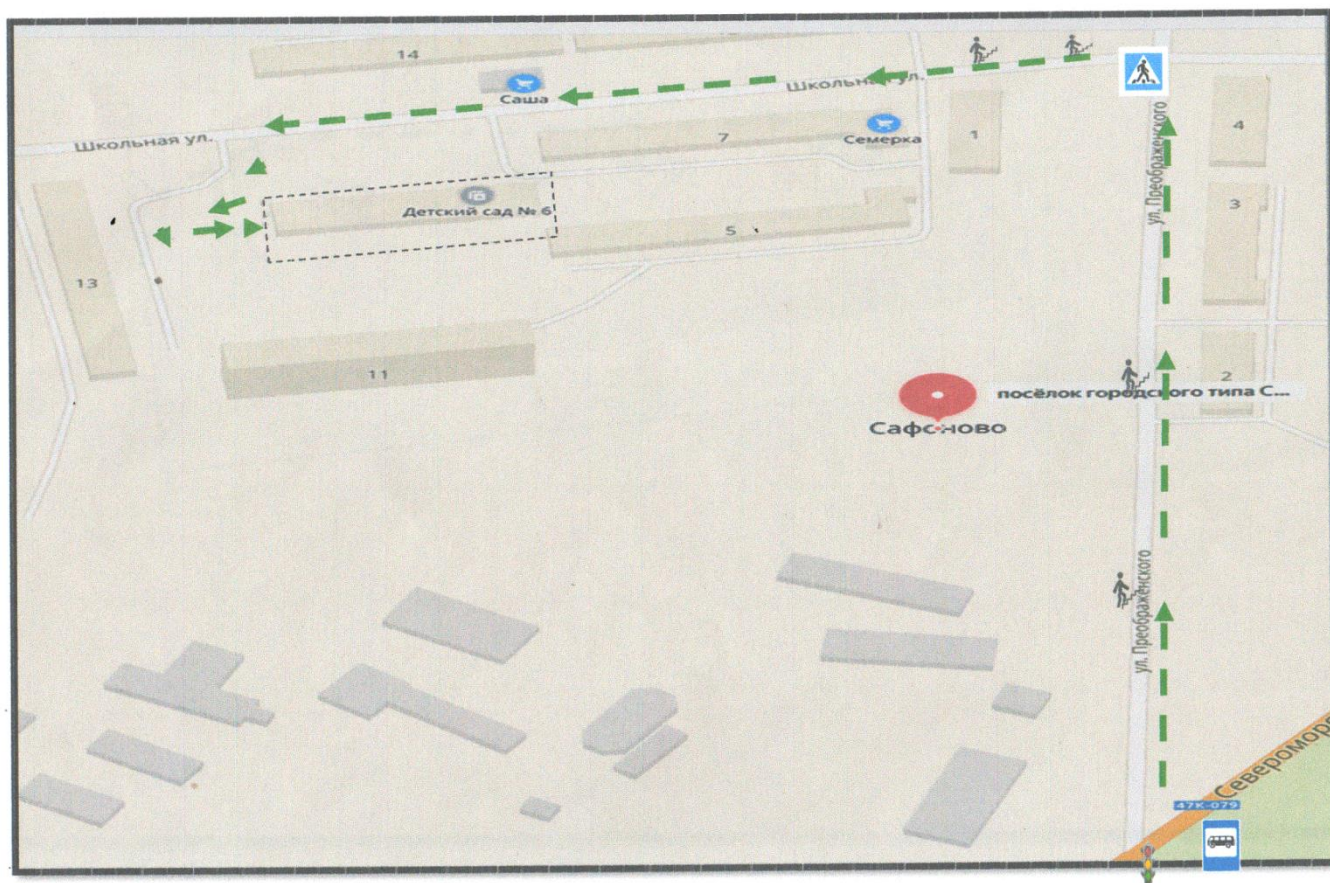 14
Саша
Школьная ул.
Школьная ул.
7
Семерка
1
4
ул. Преображенского
3
Детский сад № 6
5
13
11
2
посёлок городского типа С...
Сафоново
ул. Преображенского
Североморс
47К-079